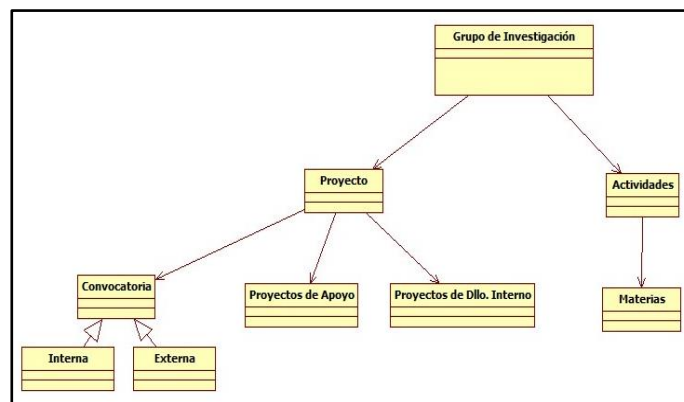 Grupo de Investigación
Proyecto
Actividades
Convocatoria
Proyectos de Apoyo
Proyectos de Dllo. Interno
Materias
Interna
Externa